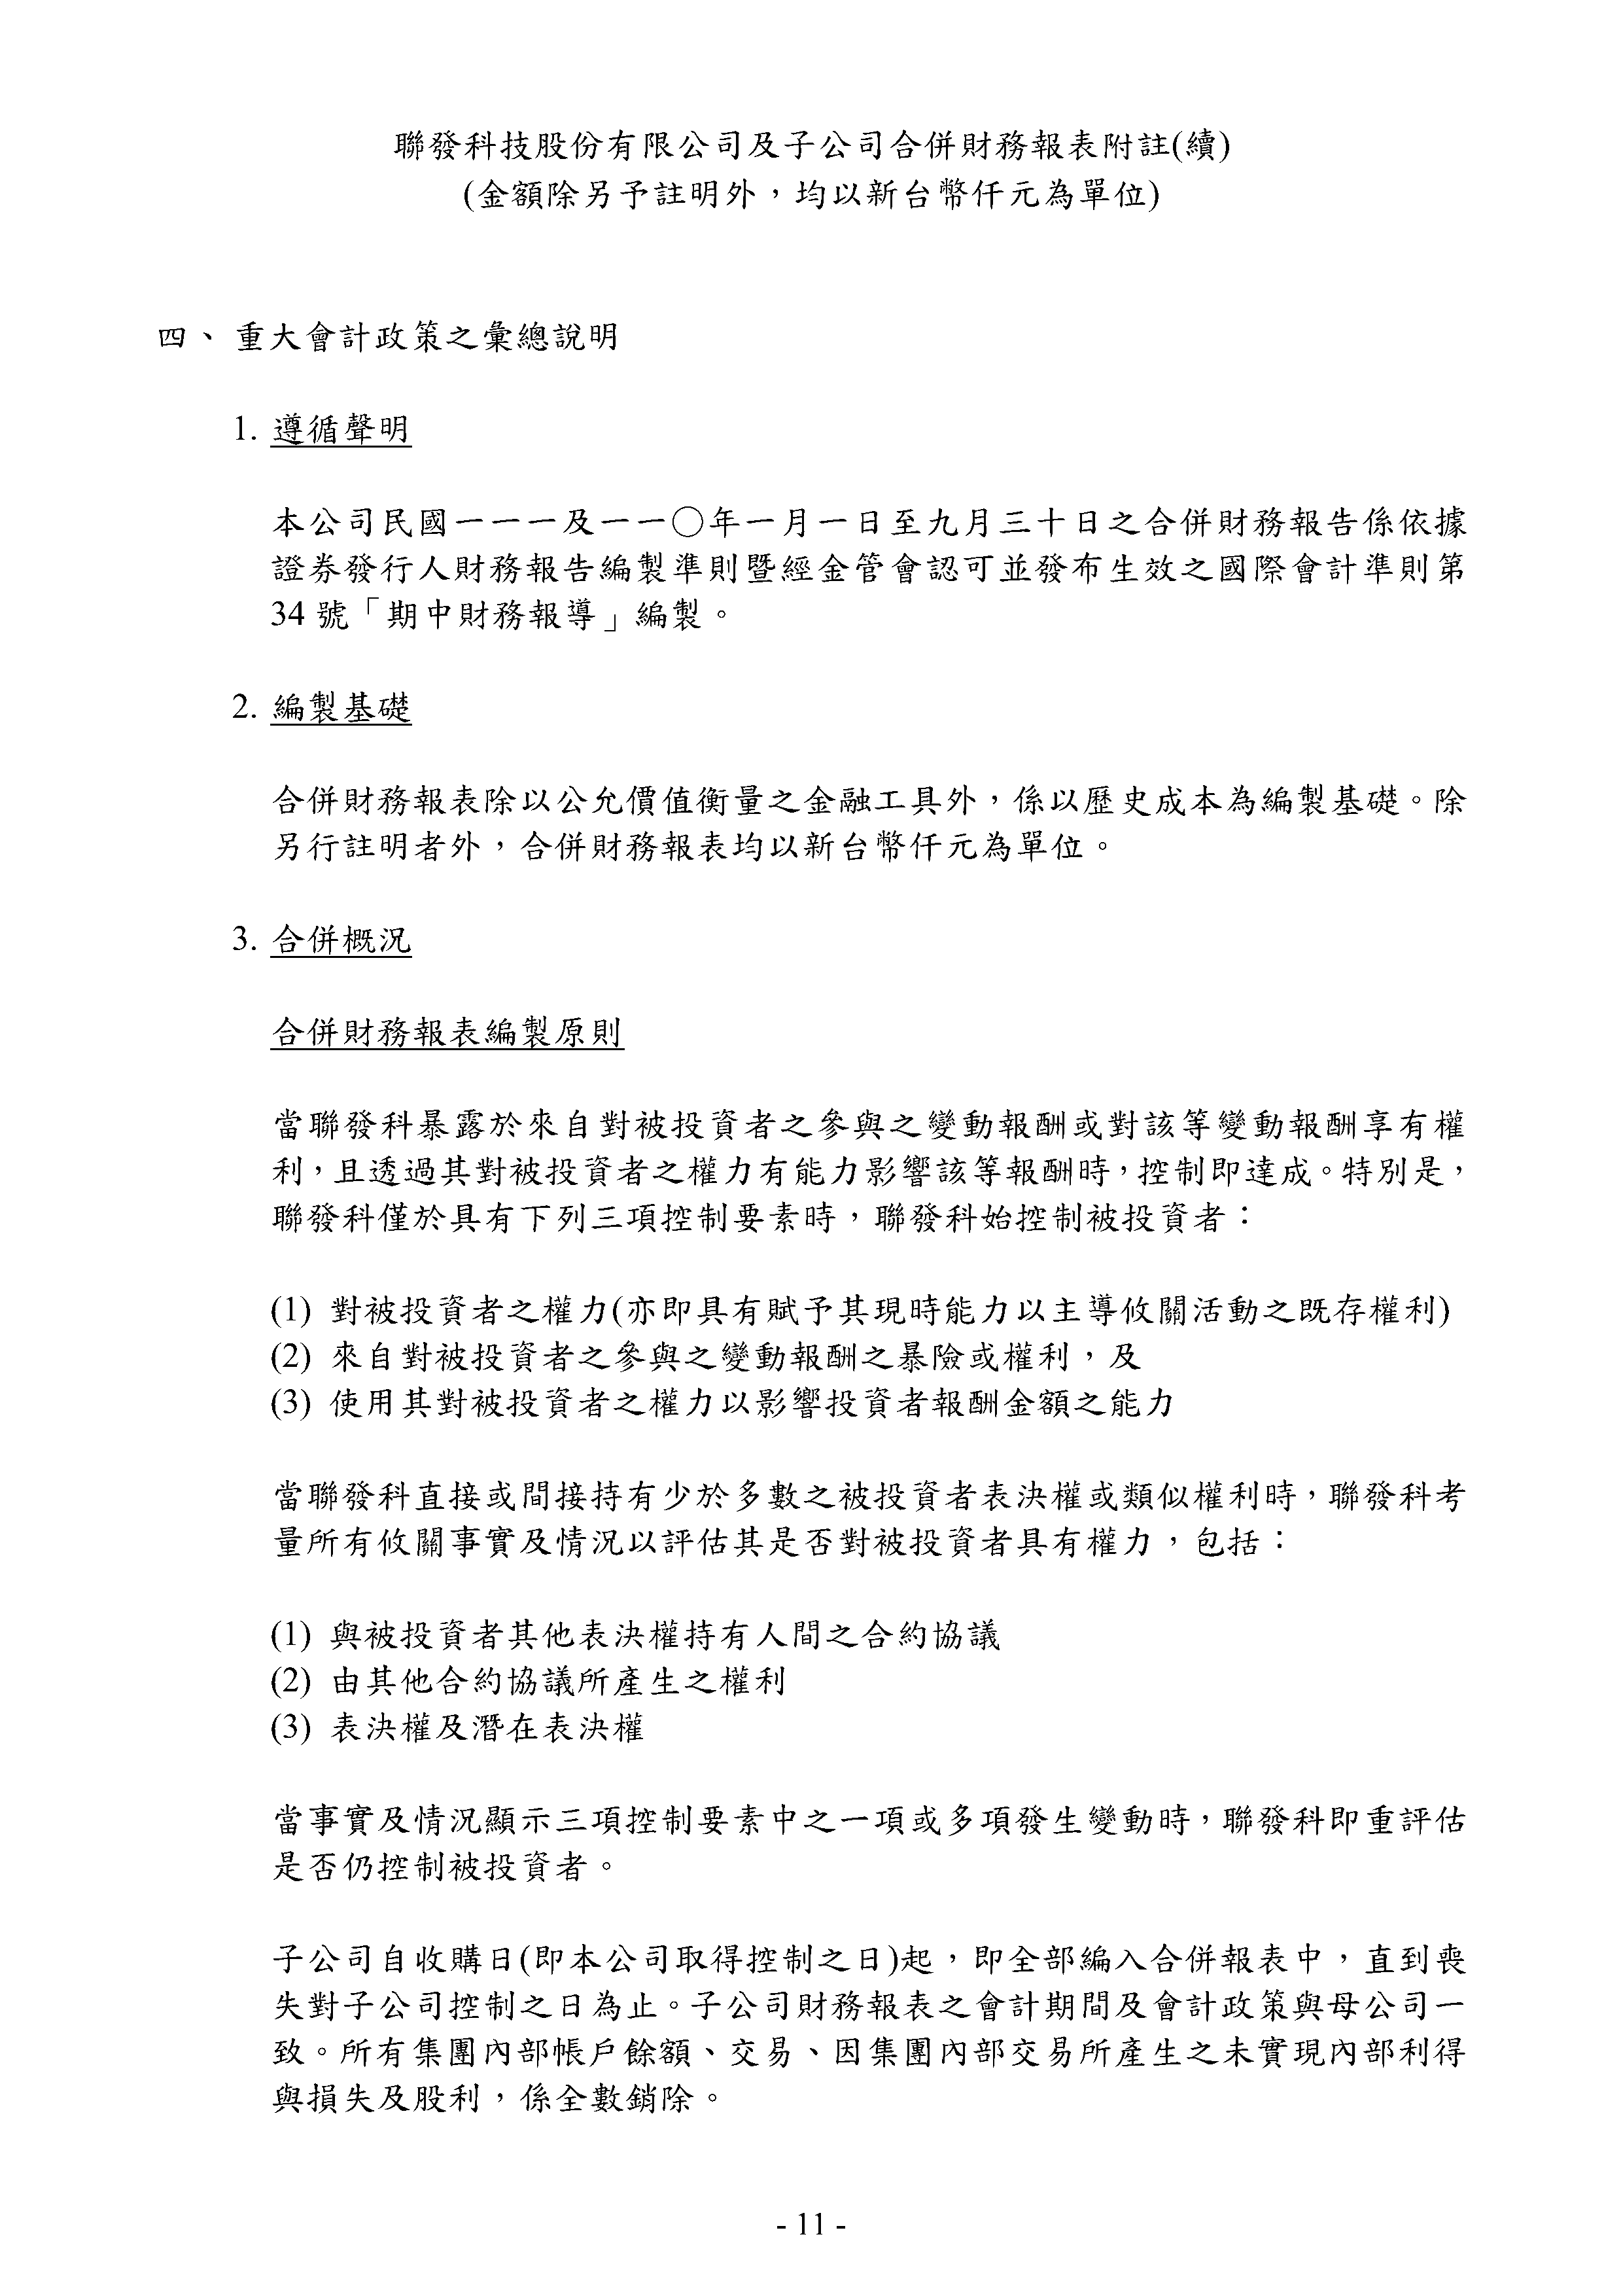 聯發科技股份有限公司及子公司合併財務報表附註(續)
(金額除另予註明外，均以新台幣仟元為單位)
四、 重大會計政策之彙總說明
1. 遵循聲明
本公司民國一一一及一一○年一月一日至九月三十日之合併財務報告係依據
證券發行人財務報告編製準則暨經金管會認可並發布生效之國際會計準則第
34 號「期中財務報導」編製。
2. 編製基礎
合併財務報表除以公允價值衡量之金融工具外，係以歷史成本為編製基礎。除
另行註明者外，合併財務報表均以新台幣仟元為單位。
3. 合併概況
合併財務報表編製原則
當聯發科暴露於來自對被投資者之參與之變動報酬或對該等變動報酬享有權
利，且透過其對被投資者之權力有能力影響該等報酬時，控制即達成。特別是，
聯發科僅於具有下列三項控制要素時，聯發科始控制被投資者：
(1) 對被投資者之權力(亦即具有賦予其現時能力以主導攸關活動之既存權利)
(2) 來自對被投資者之參與之變動報酬之暴險或權利，及
(3) 使用其對被投資者之權力以影響投資者報酬金額之能力
當聯發科直接或間接持有少於多數之被投資者表決權或類似權利時，聯發科考
量所有攸關事實及情況以評估其是否對被投資者具有權力，包括：
(1) 與被投資者其他表決權持有人間之合約協議
(2) 由其他合約協議所產生之權利
(3) 表決權及潛在表決權
當事實及情況顯示三項控制要素中之一項或多項發生變動時，聯發科即重評估
是否仍控制被投資者。
子公司自收購日(即本公司取得控制之日)起，即全部編入合併報表中，直到喪
失對子公司控制之日為止。子公司財務報表之會計期間及會計政策與母公司一
致。所有集團內部帳戶餘額、交易、因集團內部交易所產生之未實現內部利得
與損失及股利，係全數銷除。
- 11 -